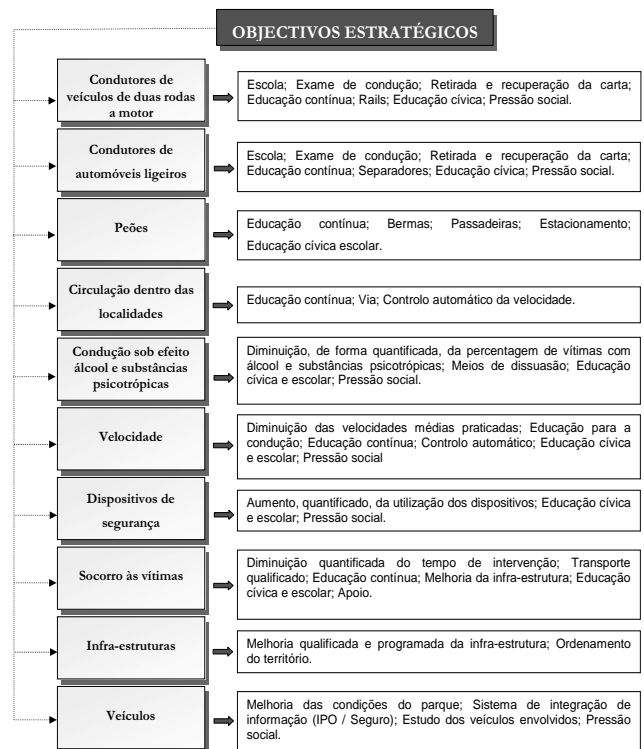 OBJECTIVOS ESTRATÉGICOS
Condutores de
veículos de duas rodas
a motor
Escola; Exame de condução; Retirada e recuperação da carta;
Educação contínua; Rails; Educação cívica; Pressão social.
Condutores de
automóveis ligeiros
Escola; Exame de condução; Retirada e recuperação da carta;
Educação contínua; Separadores; Educação cívica; Pressão social.
Peões
Educação contínua; Bermas; Passadeiras; Estacionamento;
Educação cívica escolar.
Circulação dentro das
localidades
Educação contínua; Via; Controlo automático da velocidade.
Condução sob efeito
álcool e substâncias
psicotrópicas
Diminuição, de forma quantificada, da percentagem de vítimas com
álcool e substâncias psicotrópicas; Meios de dissuasão; Educação
cívica e escolar; Pressão social.
Velocidade
Diminuição das velocidades médias praticadas; Educação para a
condução; Educação contínua; Controlo automático; Educação cívica
e escolar; Pressão social
Dispositivos de
segurança
Aumento, quantificado, da utilização dos dispositivos; Educação cívica
e escolar; Pressão social.
Socorro às vítimas
Diminuição quantificada do tempo de intervenção; Transporte
qualificado; Educação contínua; Melhoria da infra-estrutura; Educação
cívica e escolar; Apoio.
Infra-estruturas
Melhoria qualificada e programada da infra-estrutura; Ordenamento
do território.
Veículos
Melhoria das condições do parque; Sistema de integração de
informação (IPO / Seguro); Estudo dos veículos envolvidos; Pressão
social.